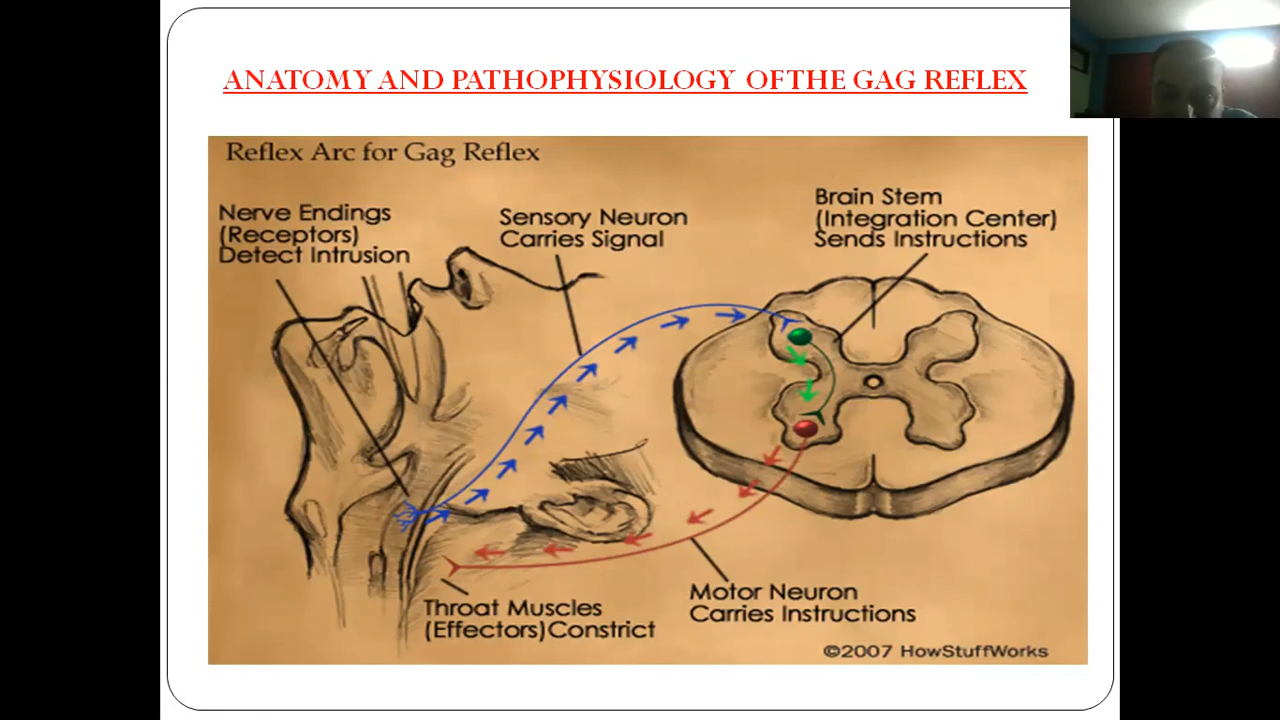 ANATOMY AND PATHOPHYSIOLOGY OFTHE GAG REFLEX
Reflex Arc for Gag Reflex
Nerve Endings
(Receptors)
Detect Intrusion
Sensory Neuron
Carries Signal
Brain Stem
(Integration Center)
Sends Instructions
Motor Neuron
Carries Instructions
Throat Muscles
(Effectors)Constrict
©2007 HowStuffWorks